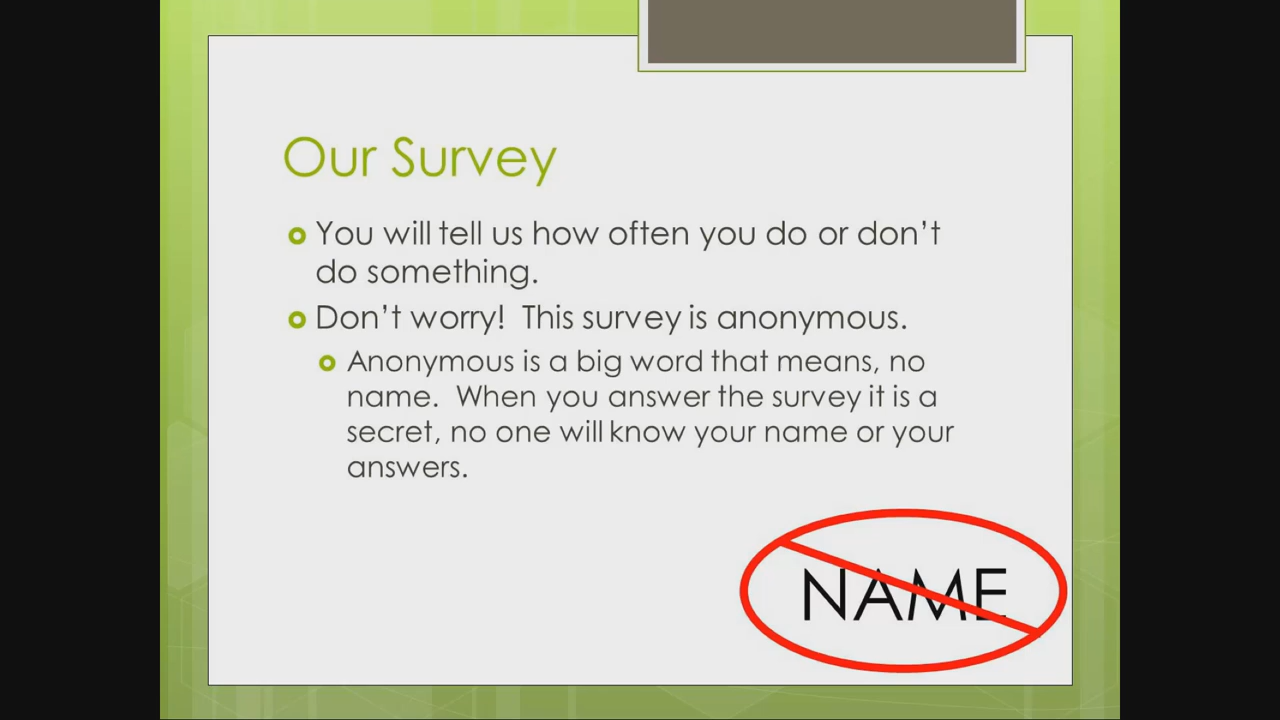 Our Survey
You will tell us how often you do or don't
do something.
Don't worry!  This survey is anonymous.
Anonymous is a big word that means, no
name.  When you answer the survey it is a
secret, no one will know your name or your
answers.
NAME